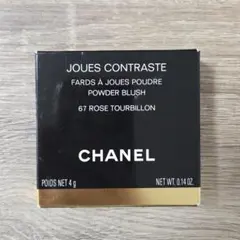 JOUES CONTRASTE
FARDS À JOUES POUDRE
POWDER BLUSH
67 ROSE TOURBILLON
CHANEL
POIDS NET 4 g NET WT. 0.14 OZ.